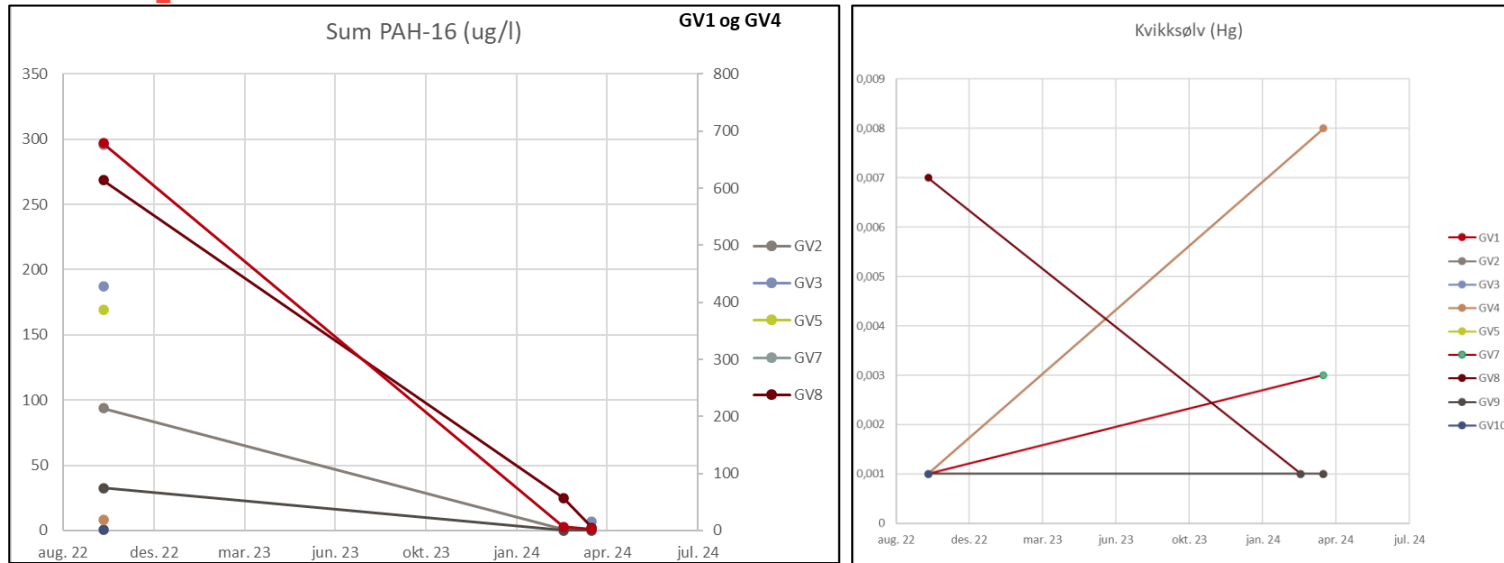 Sum PAH-16 (ug/l)
GV1 og GV4
350
300
250
200
150
100
50
0
800
700
600
500
400
300
200
100
0
aug. 22
des. 22
mar. 23
jun. 23
okt. 23
jan. 24
apr. 24
jul. 24
GV2
GV3
GV5
GV7
GV8
Kvikksølv (Hg)
0,009
0,008
0,007
0,006
0,005
0,004
0,003
0,002
0,001
0
aug. 22
des. 22
mar. 23
jun. 23
okt. 23
jan. 24
apr. 24
jul. 24
GV1
GV2
GV3
GV4
GV5
GV7
GV8
GV9
GV10